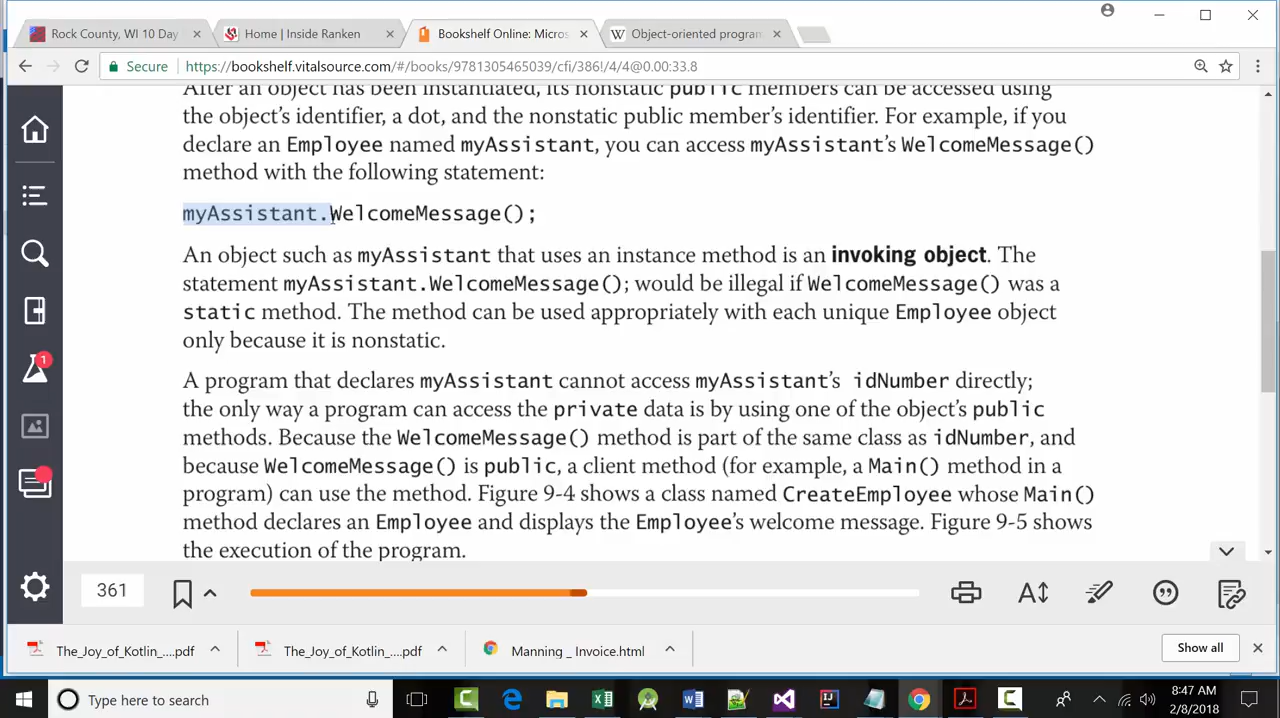 Rock County, WI 10 Day
Home | Inside Ranken
Bookshelf Online: Micros
Object-oriented program
Secure
https://bookshelf.vitalsource.com/#/books/9781305465039/cfi/386!/4/4@0.00:33.8
After an object has been instantiated, its nonstatic public members can be accessed using
the object's identifier, a dot, and the nonstatic public member's identifier. For example, if you
declare an Employee named myAssistant, you can access myAssistant's WelcomeMessage()
method with the following statement:
myAssistant.WelcomeMessage();
An object such as myAssistant that uses an instance method is an invoking object. The
statement myAssistant.WelcomeMessage(); would be illegal if WelcomeMessage() was a
static method. The method can be used appropriately with each unique Employee object
only because it is nonstatic.
A program that declares myAssistant cannot access myAssistant's idNumber directly;
the only way a program can access the private data is by using one of the object's public
methods. Because the WelcomeMessage() method is part of the same class as idNumber, and
because WelcomeMessage() is public, a client method (for example, a Main() method in a
program) can use the method. Figure 9-4 shows a class named CreateEmployee whose Main()
method declares an Employee and displays the Employee's welcome message. Figure 9-5 shows
the execution of the program.
1
361
The_Joy_of_Kotlin_....pdf
The_Joy_of_Kotlin_....pdf
Manning _ Invoice.html
Show all
Type here to search
8:47 AM
2/8/2018